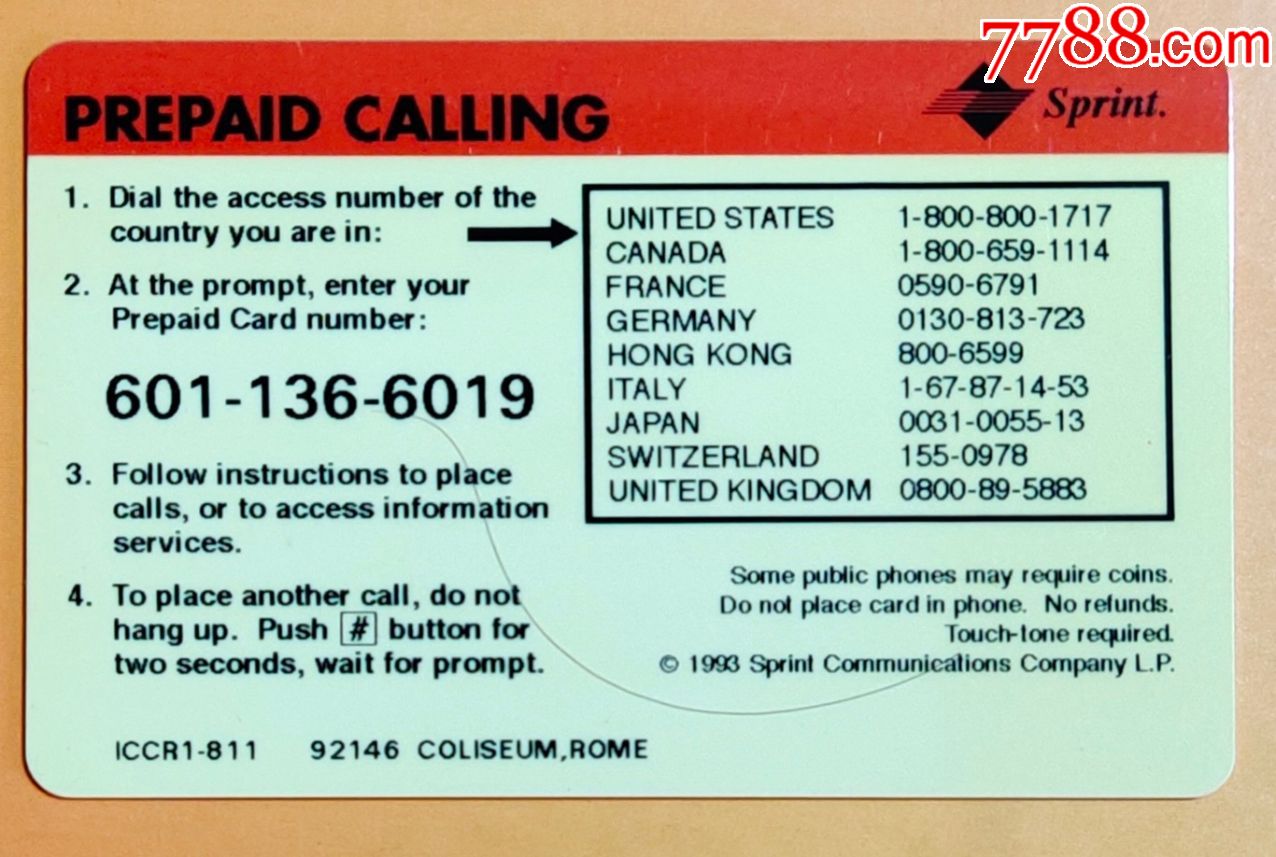 7788.com
PREPAID CALLING
Sprint.
1. Dial the access number of the
country you are in:
2. At the prompt, enter your
Prepaid Card number:
601-136-6019
3. Follow instructions to place
calls, or to access information
services.
4. To place another call, do not
hang up. Push # button for
two seconds, wait for prompt.
UNITED STATES 1-800-800-1717
CANADA 1-800-659-1114
FRANCE 0590-6791
GERMANY 0130-813-723
HONG KONG 800-6599
ITALY 1-67-87-14-53
JAPAN 0031-0055-13
SWITZERLAND 155-0978
UNITED KINGDOM 0800-89-5883
Some public phones may require coins.
Do not place card in phone. No refunds.
Touch-tone required.
© 1993 Sprint Communications Company L.P.
ICCR1-811 92146 COLISEUM,ROME